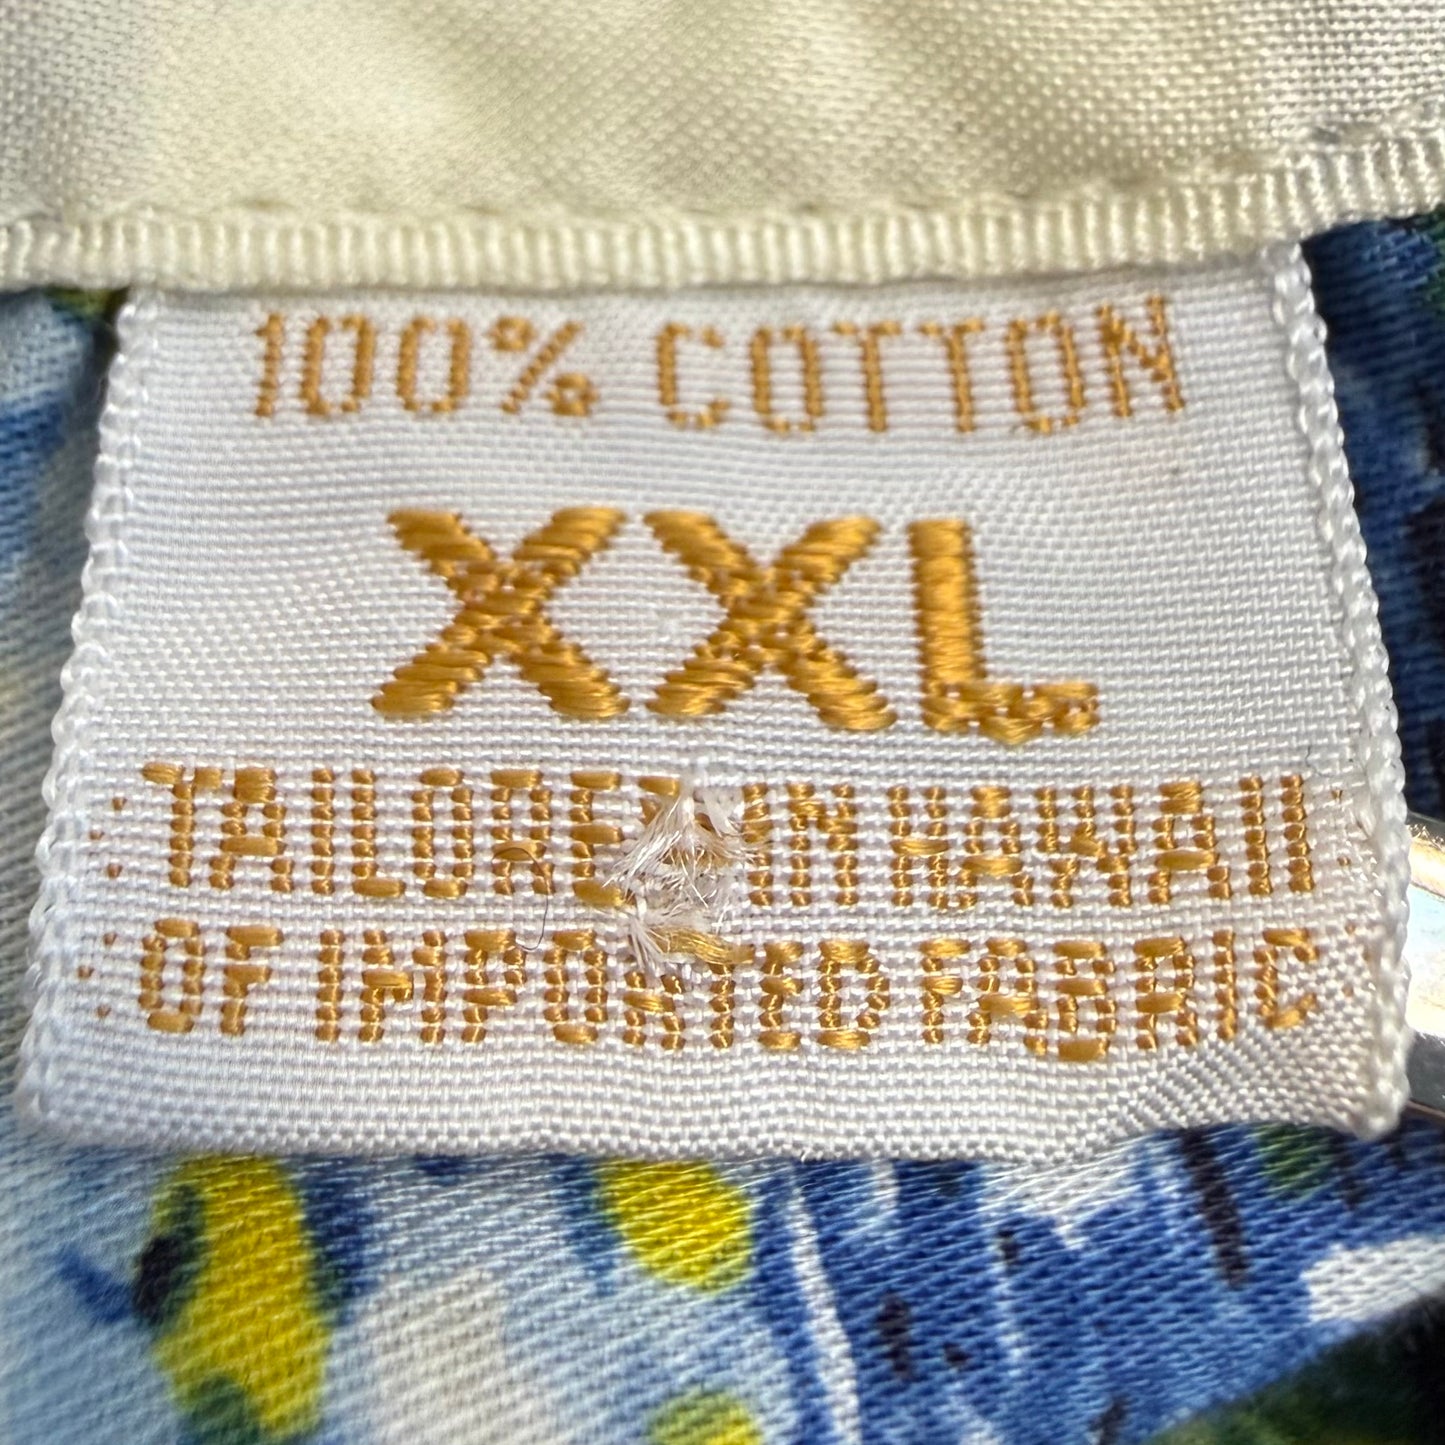 100% COTTON
XXL
TAILORED IN HAWAII
OF IMPORTED FABRIC